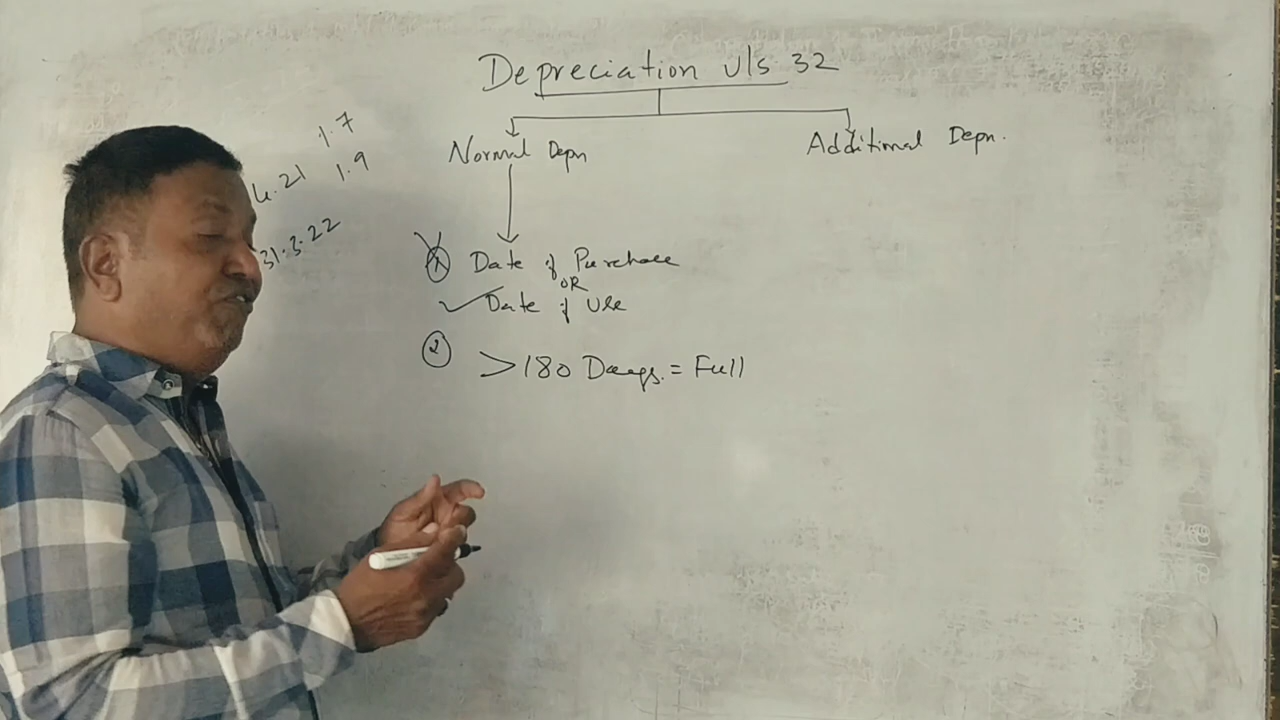 Depreciation u/s 32
Normal Depn
Additional Depn.
1.7
4.21
1.9
31.3.22
1 Date of Purchase
OR
Date of Use
2 >180 Days. = Full